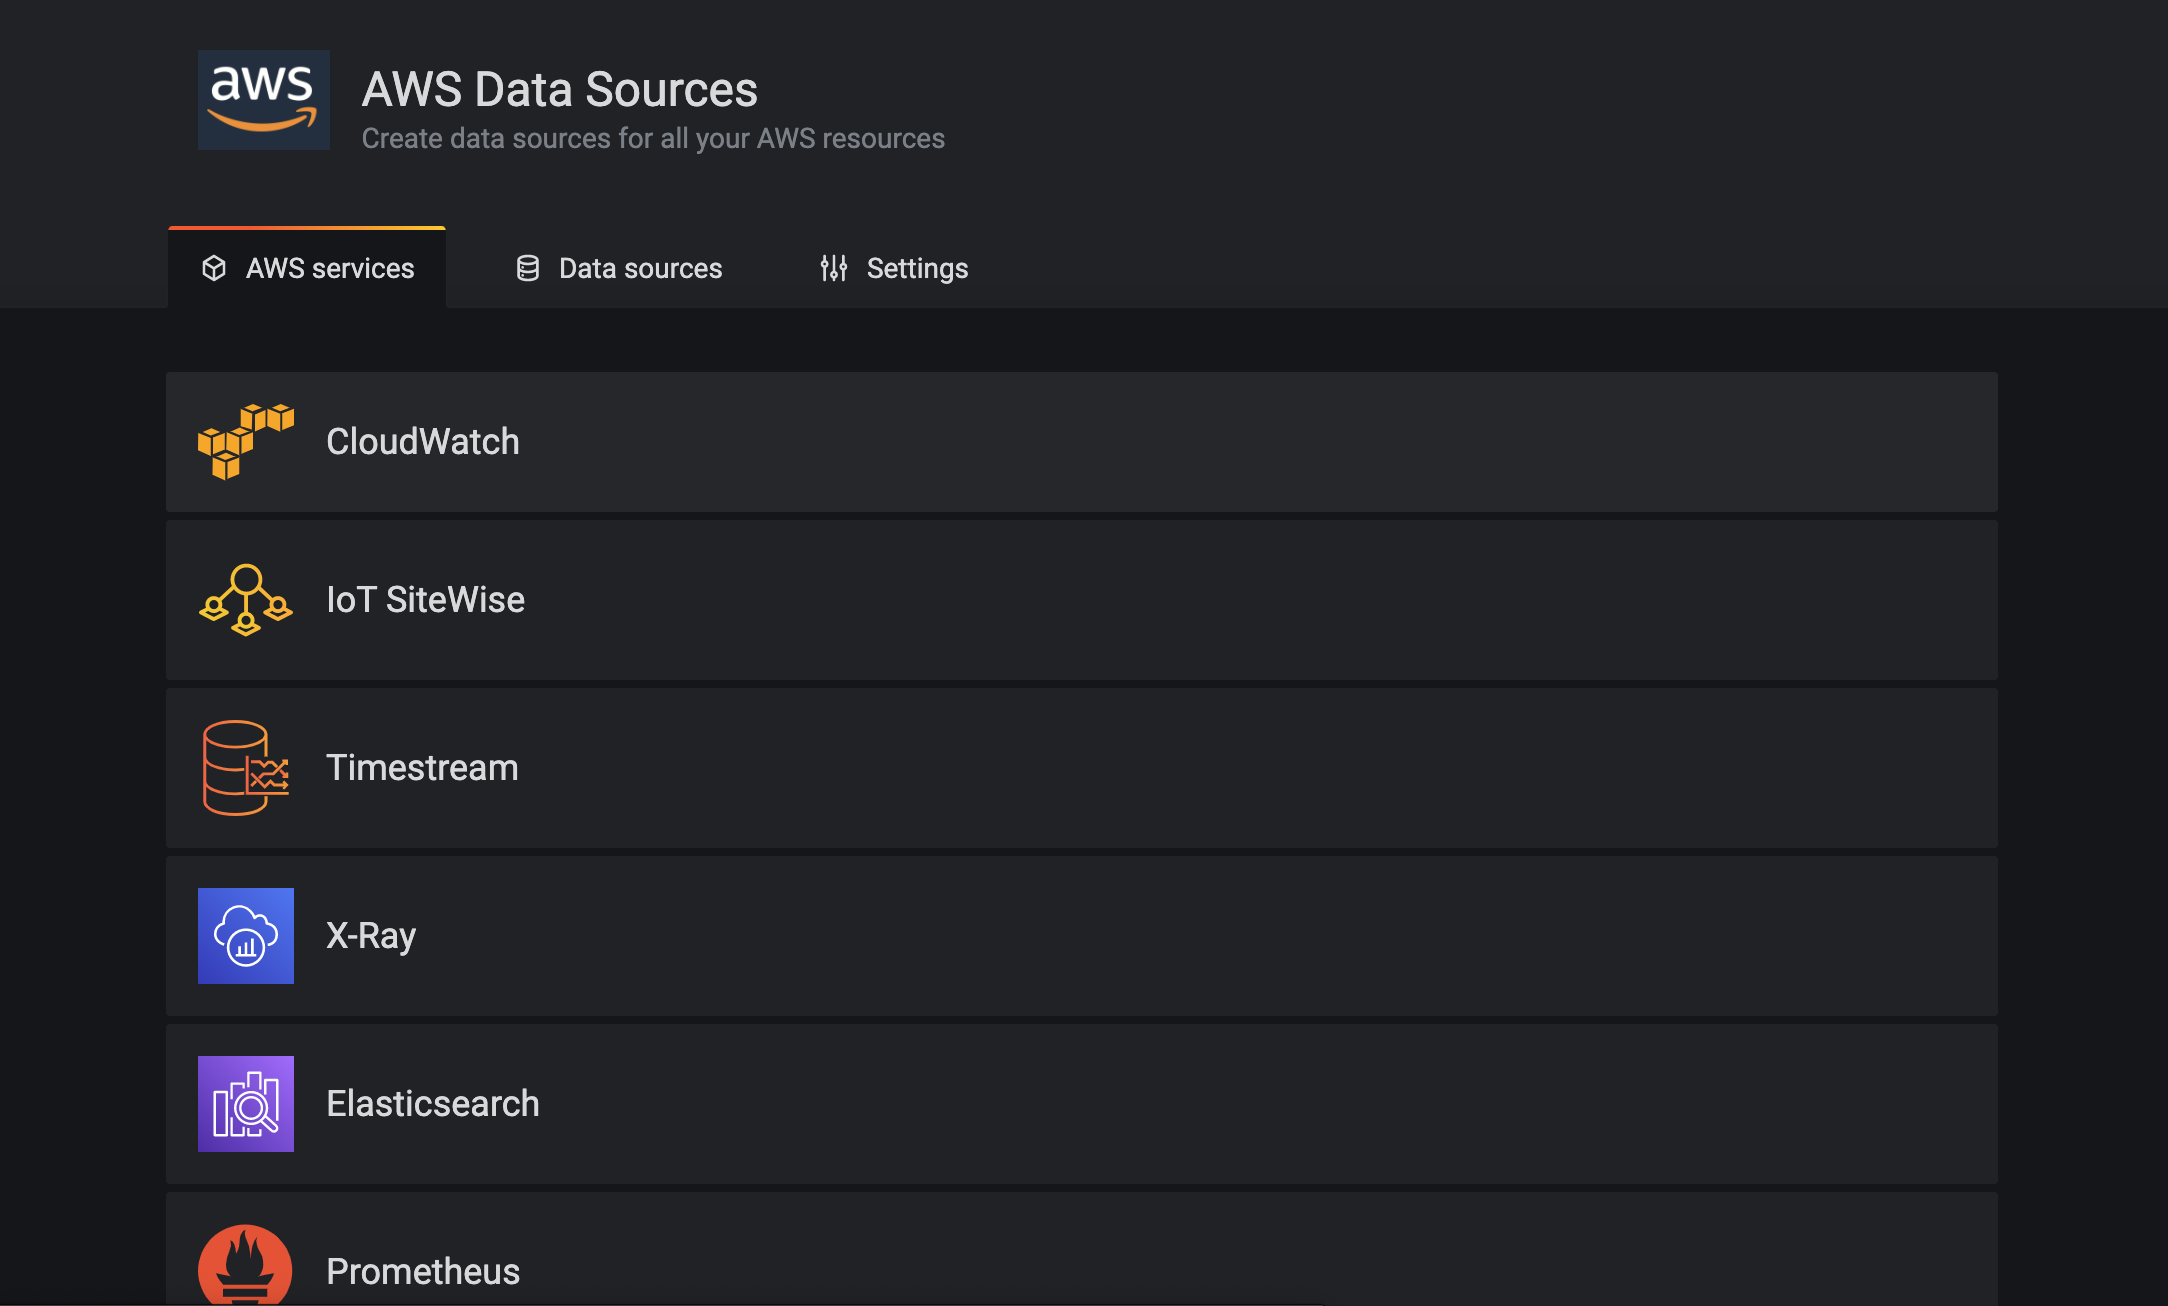 aws
AWS Data Sources
Create data sources for all your AWS resources
AWS services
Data sources
Settings
CloudWatch
IoT SiteWise
Timestream
X-Ray
Elasticsearch
Prometheus